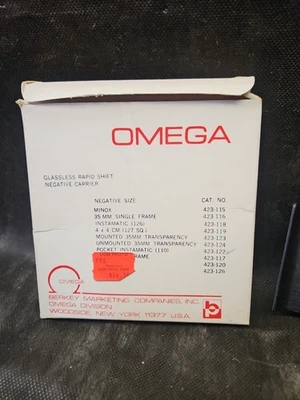 OMEGA
GLASSLESS RAPID SHIFT
NEGATIVE CARRIER
NEGATIVE SIZE CAT. NO.
MINOX 423-115
35 MM SINGLE FRAME 423-116
INSTAMATIC (126) 423-118
4 x 4 CM (127 SQ.) 423-119
MOUNTED 35MM TRANSPARENCY 423-123
UNMOUNTED 35MM TRANSPARENCY 423-124
POCKET INSTAMATIC (110) 423-122
FRAME 423-117
423-120
423-126
OMEGA
BERKEY MARKETING COMPANIES, INC.
OMEGA DIVISION
WOODSIDE, NEW YORK 11377 U.S.A.